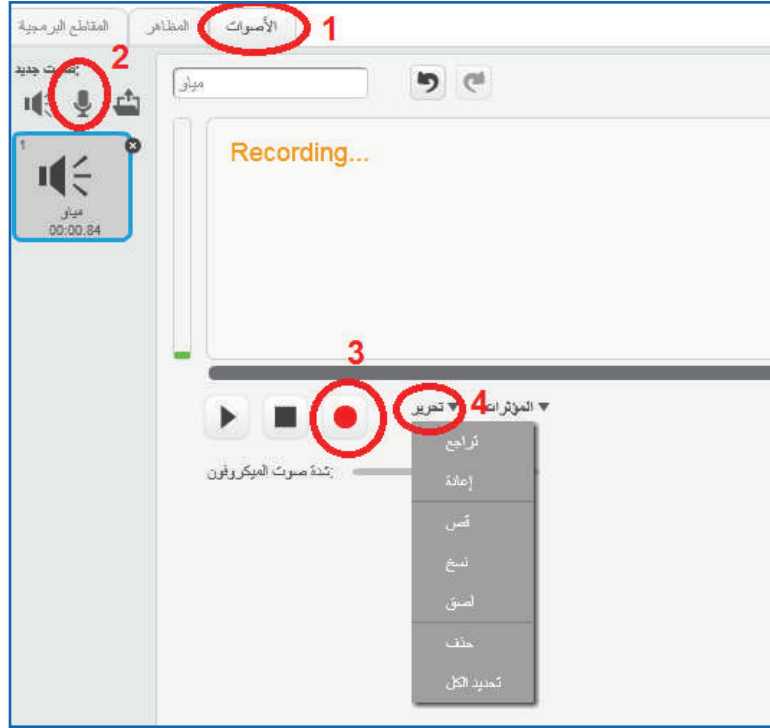 المقاطع البرمجية
المظاهر
الأصوات
1
2
صوت جديد:
مياو
1
مياو
00:00.84
Recording...
3
تحرير
4
المؤثرات
شدة صوت الميكروفون:
تراجع
إعادة
قص
نسخ
لصق
حذف
تحديد الكل